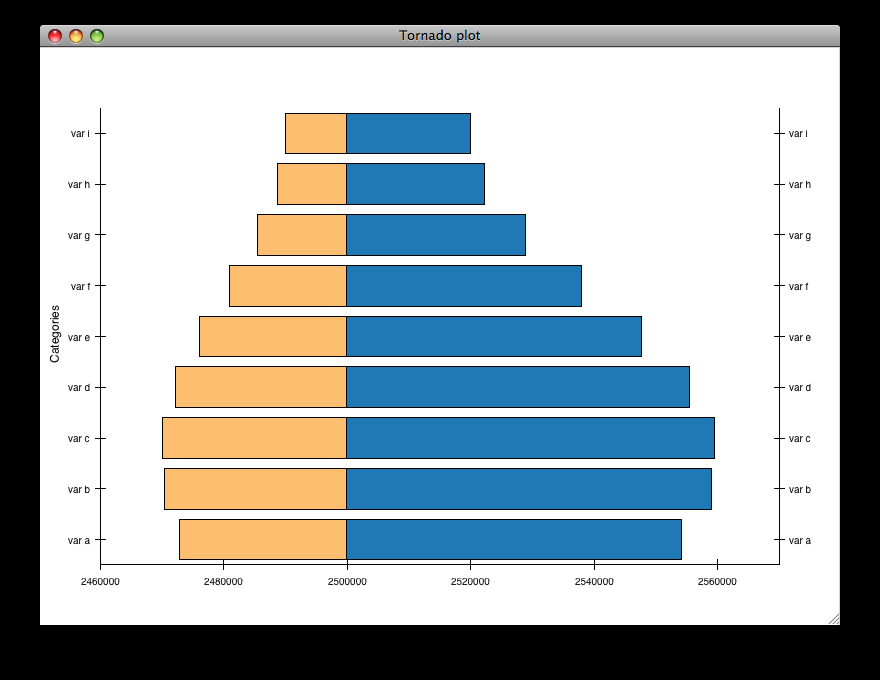 Tornado plot
var i
var i
var h
var h
var g
var g
var f
var f
Categories
var e
var e
var d
var d
var c
var c
var b
var b
var a
var a
2460000 2480000 2500000 2520000 2540000 2560000